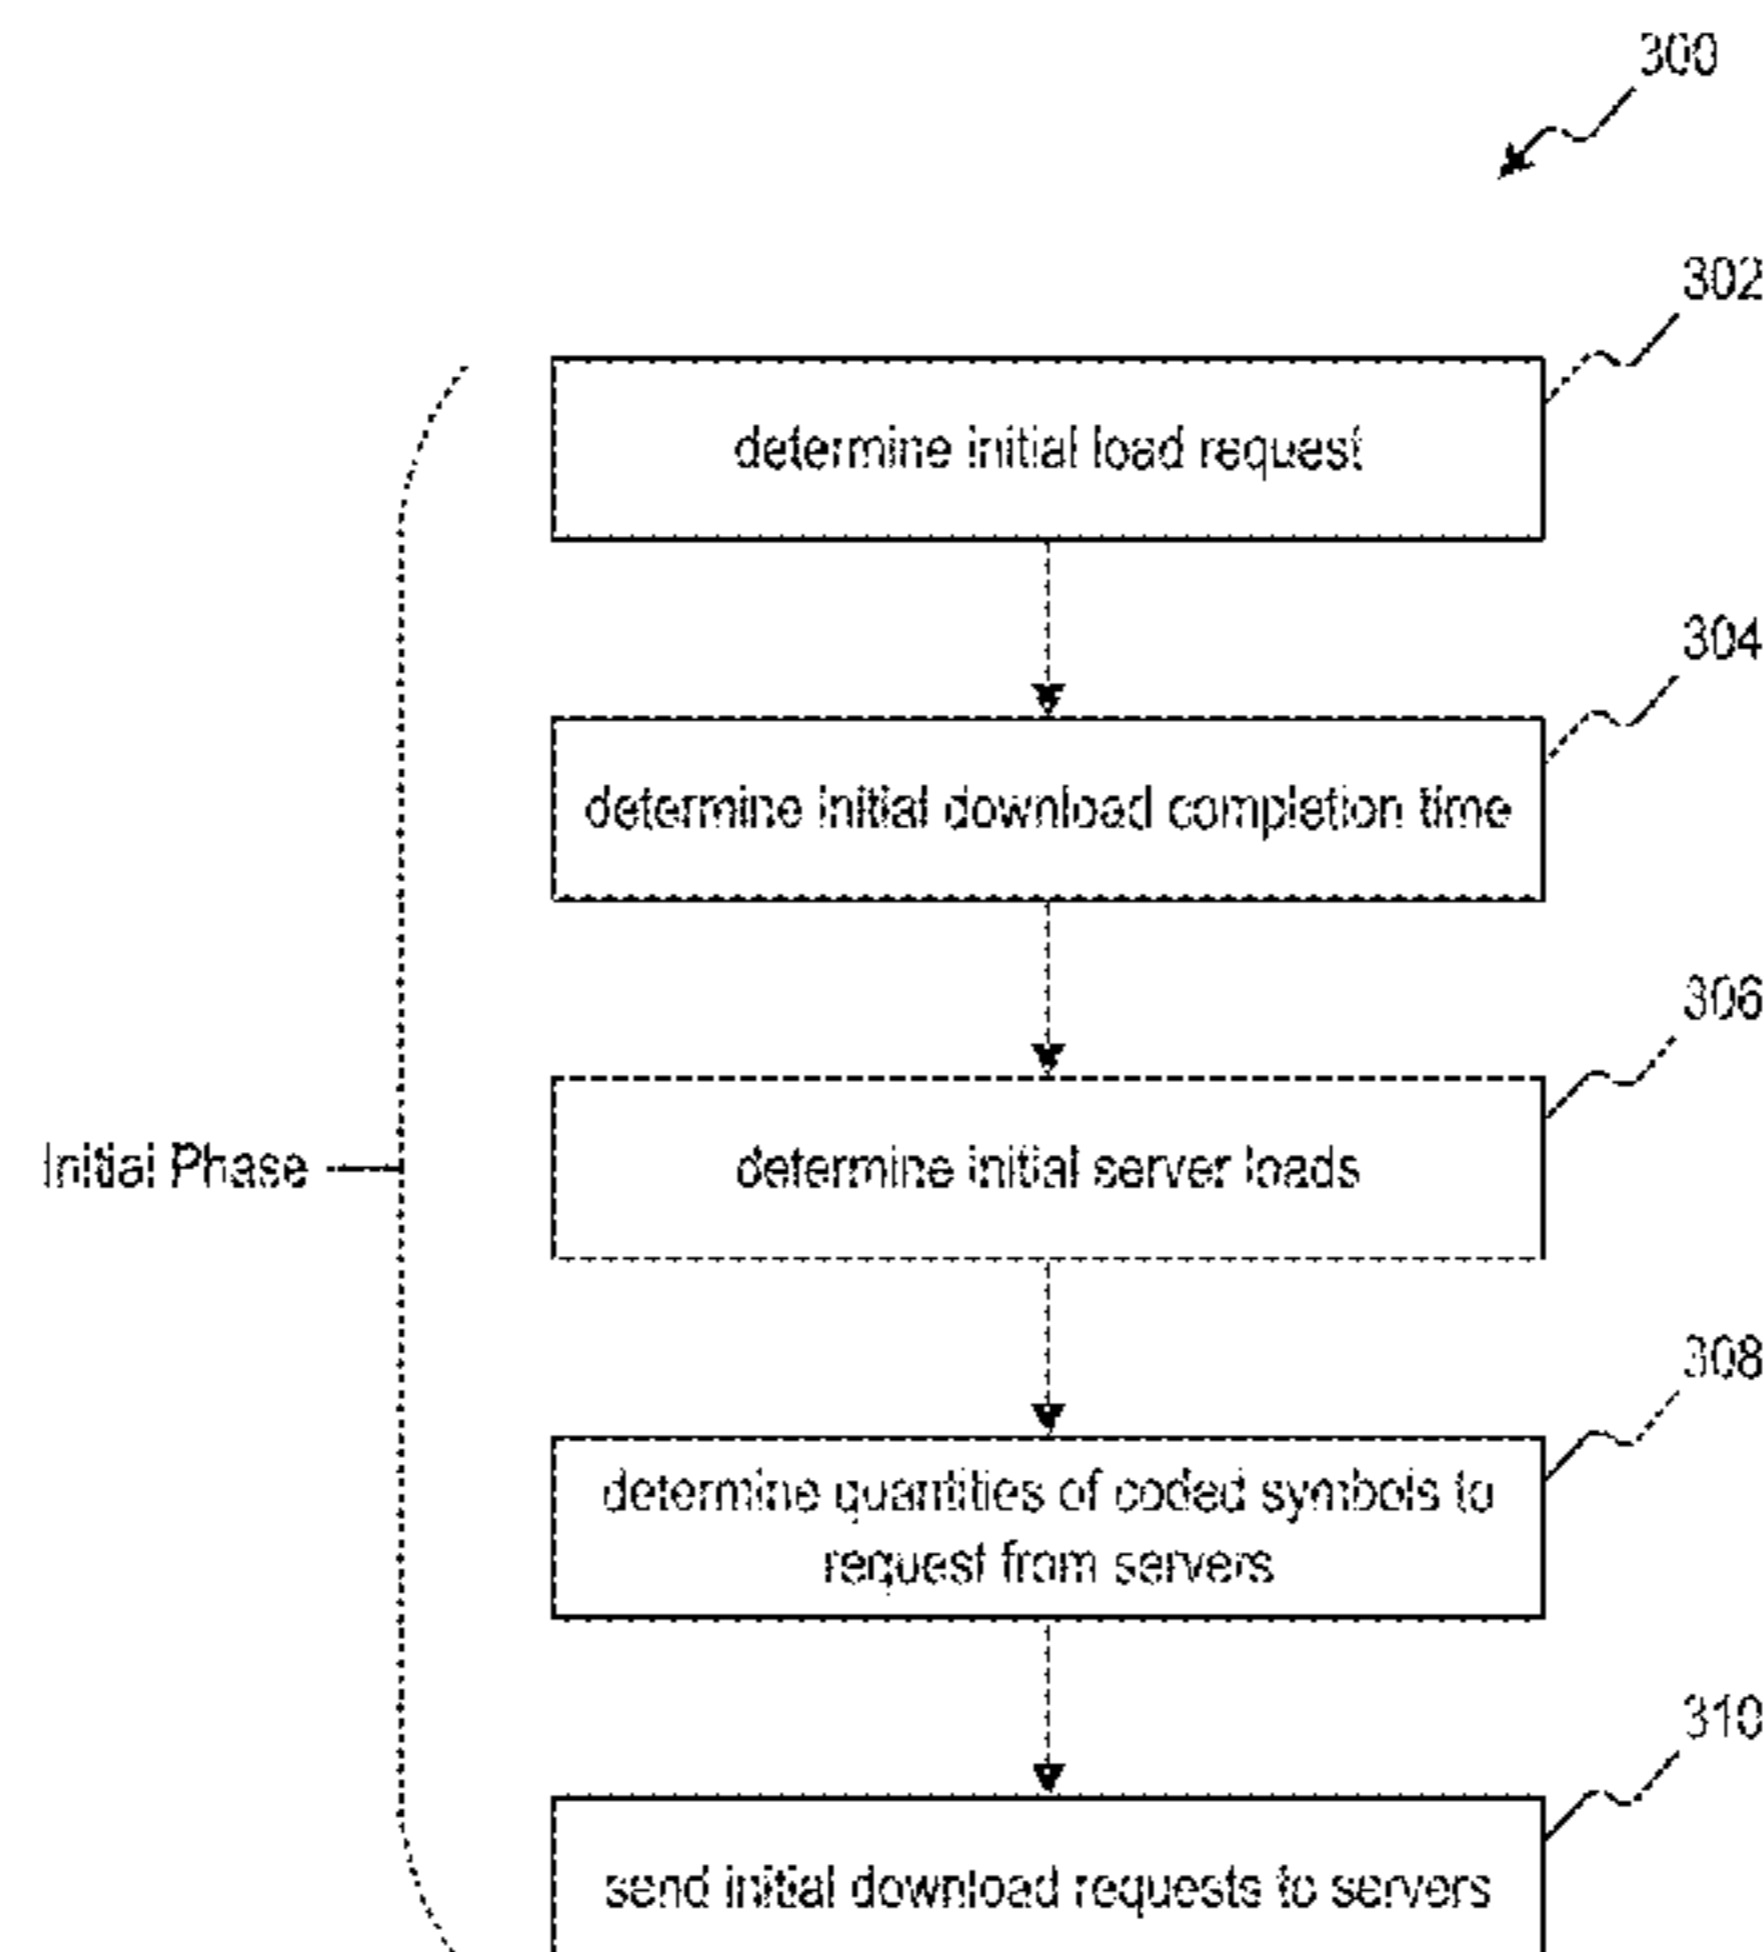 300
302
determine initial load request
304
determine initial download completion time
306
Initial Phase
determine initial server loads
308
determine quantities of coded symbols to
request from servers
310
send initial download requests to servers